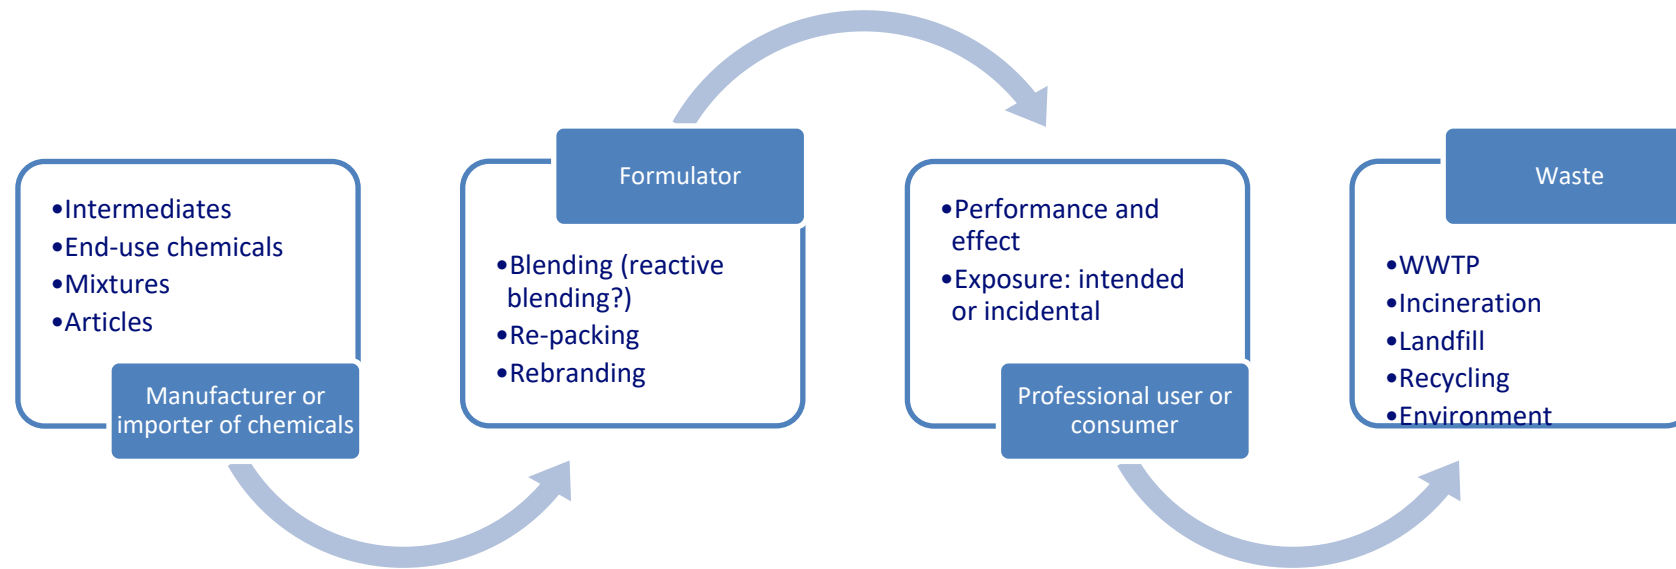 •Intermediates
•End-use chemicals
•Mixtures
•Articles
Manufacturer or
importer of chemicals
Formulator
•Blending (reactive
blending?)
•Re-packing
•Rebranding
•Performance and
effect
•Exposure: intended
or incidental
Professional user or
consumer
Waste
•WWTP
•Incineration
•Landfill
•Recycling
•Environment